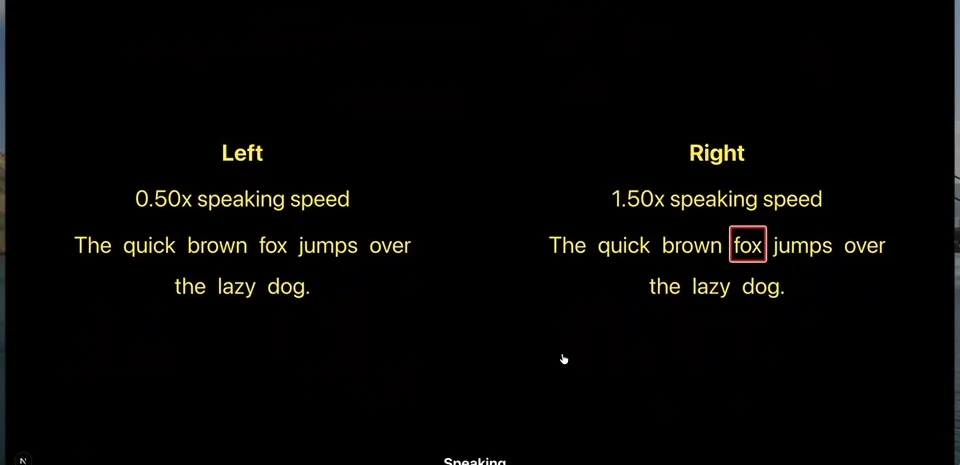 Left
0.50x speaking speed
The quick brown fox jumps over
the lazy dog.
Right
1.50x speaking speed
The quick brown fox jumps over
the lazy dog.
N
Speaking